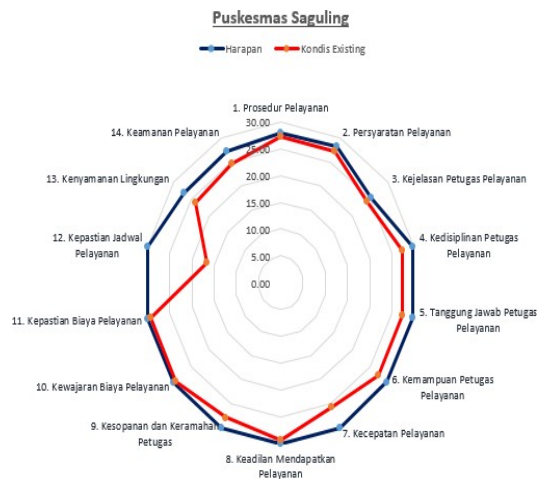 Puskesmas Saguling
Harapan
Kondis Existing
1. Prosedur Pelayanan
30.00
25.00
20.00
15.00
10.00
5.00
0.00
2. Persyaratan Pelayanan
3. Kejelasan Petugas Pelayanan
4. Kedisiplinan Petugas
Pelayanan
5. Tanggung Jawab Petugas
Pelayanan
6. Kemampuan Petugas
Pelayanan
7. Kecepatan Pelayanan
8. Keadilan Mendapatkan
Pelayanan
9. Kesopanan dan Keramahan
Petugas
10. Kewajaran Biaya Pelayanan
11. Kepastian Biaya Pelayanan
12. Kepastian Jadwal
Pelayanan
13. Kenyamanan Lingkungan
14. Keamanan Pelayanan